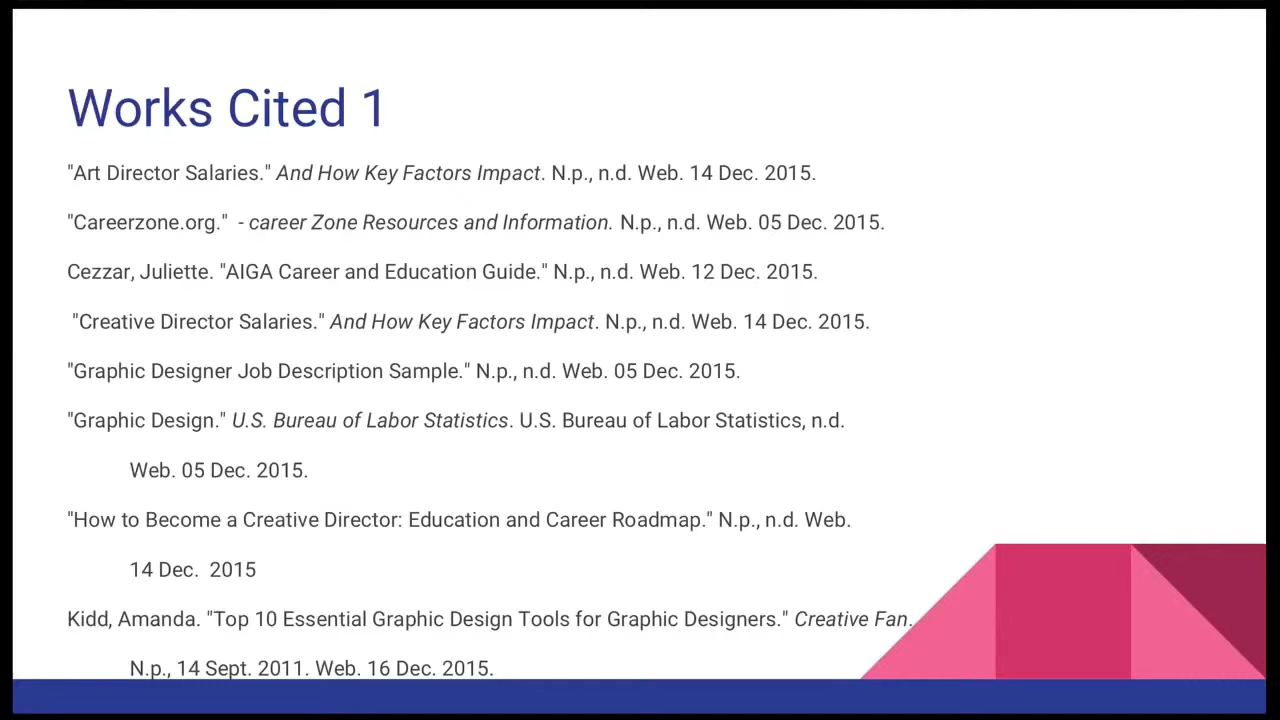 Works Cited 1
"Art Director Salaries." And How Key Factors Impact. N.p., n.d. Web. 14 Dec. 2015.
"Careerzone.org."  - career Zone Resources and Information. N.p., n.d. Web. 05 Dec. 2015.
Cezzar, Juliette. "AIGA Career and Education Guide." N.p., n.d. Web. 12 Dec. 2015.
"Creative Director Salaries." And How Key Factors Impact. N.p., n.d. Web. 14 Dec. 2015.
"Graphic Designer Job Description Sample." N.p., n.d. Web. 05 Dec. 2015.
"Graphic Design." U.S. Bureau of Labor Statistics. U.S. Bureau of Labor Statistics, n.d.
Web. 05 Dec. 2015.
"How to Become a Creative Director: Education and Career Roadmap." N.p., n.d. Web.
14 Dec.  2015
Kidd, Amanda. "Top 10 Essential Graphic Design Tools for Graphic Designers." Creative Fan.
N.p., 14 Sept. 2011. Web. 16 Dec. 2015.